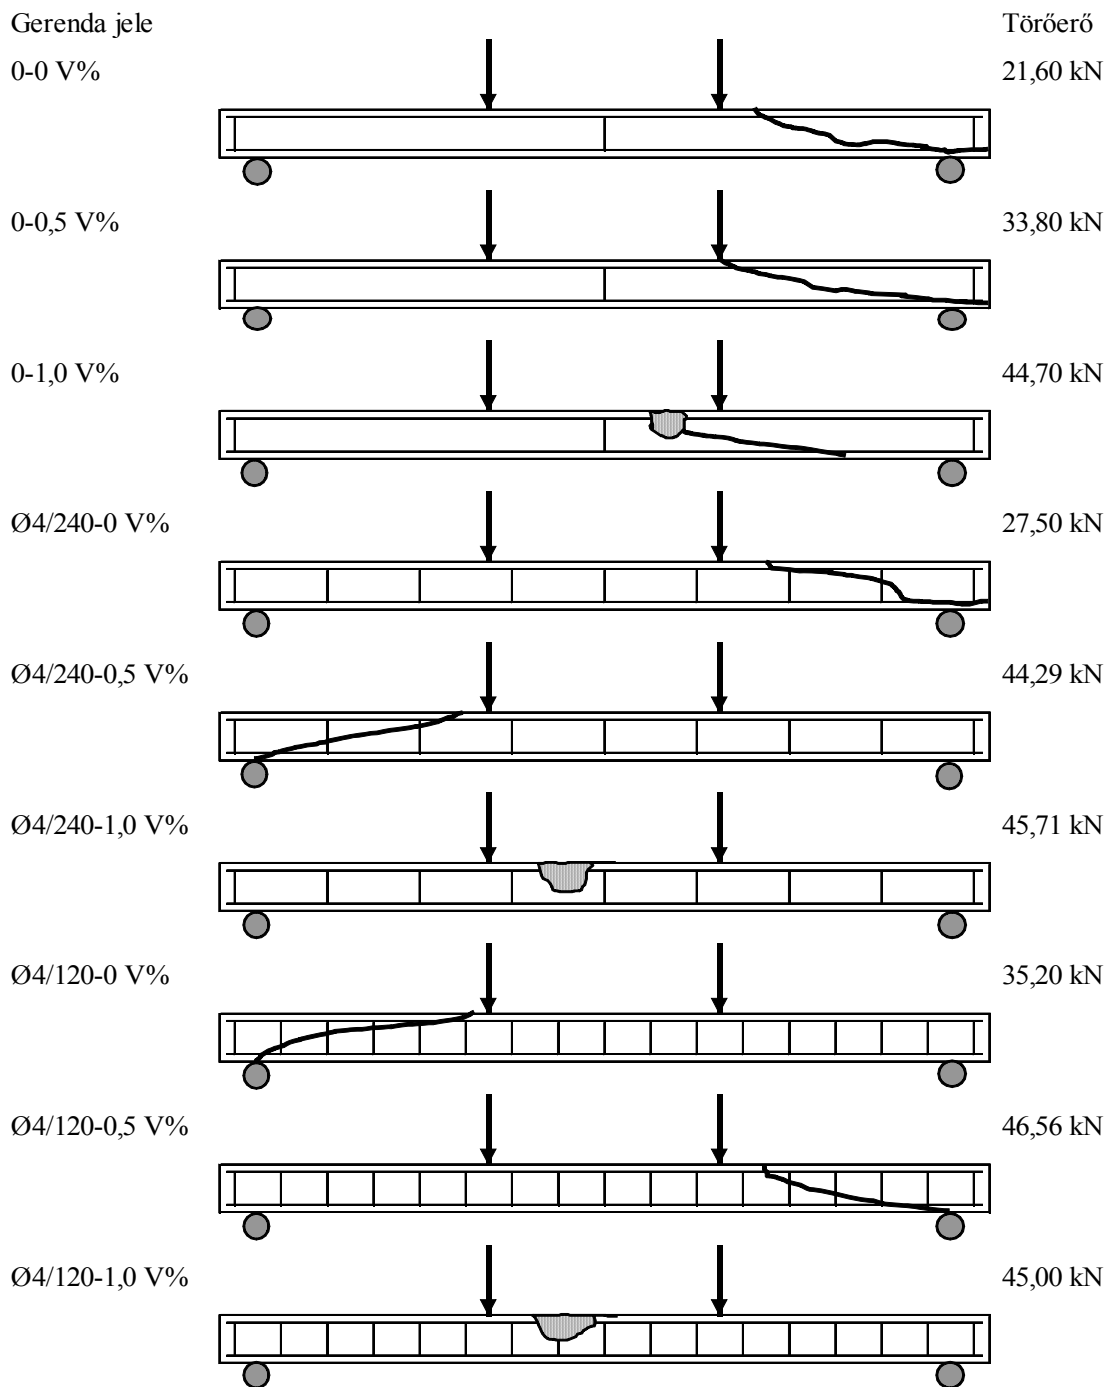 Gerenda jele Törőerő
0-0 V% 21,60 kN
0-0,5 V% 33,80 kN
0-1,0 V% 44,70 kN
Ø4/240-0 V% 27,50 kN
Ø4/240-0,5 V% 44,29 kN
Ø4/240-1,0 V% 45,71 kN
Ø4/120-0 V% 35,20 kN
Ø4/120-0,5 V% 46,56 kN
Ø4/120-1,0 V% 45,00 kN